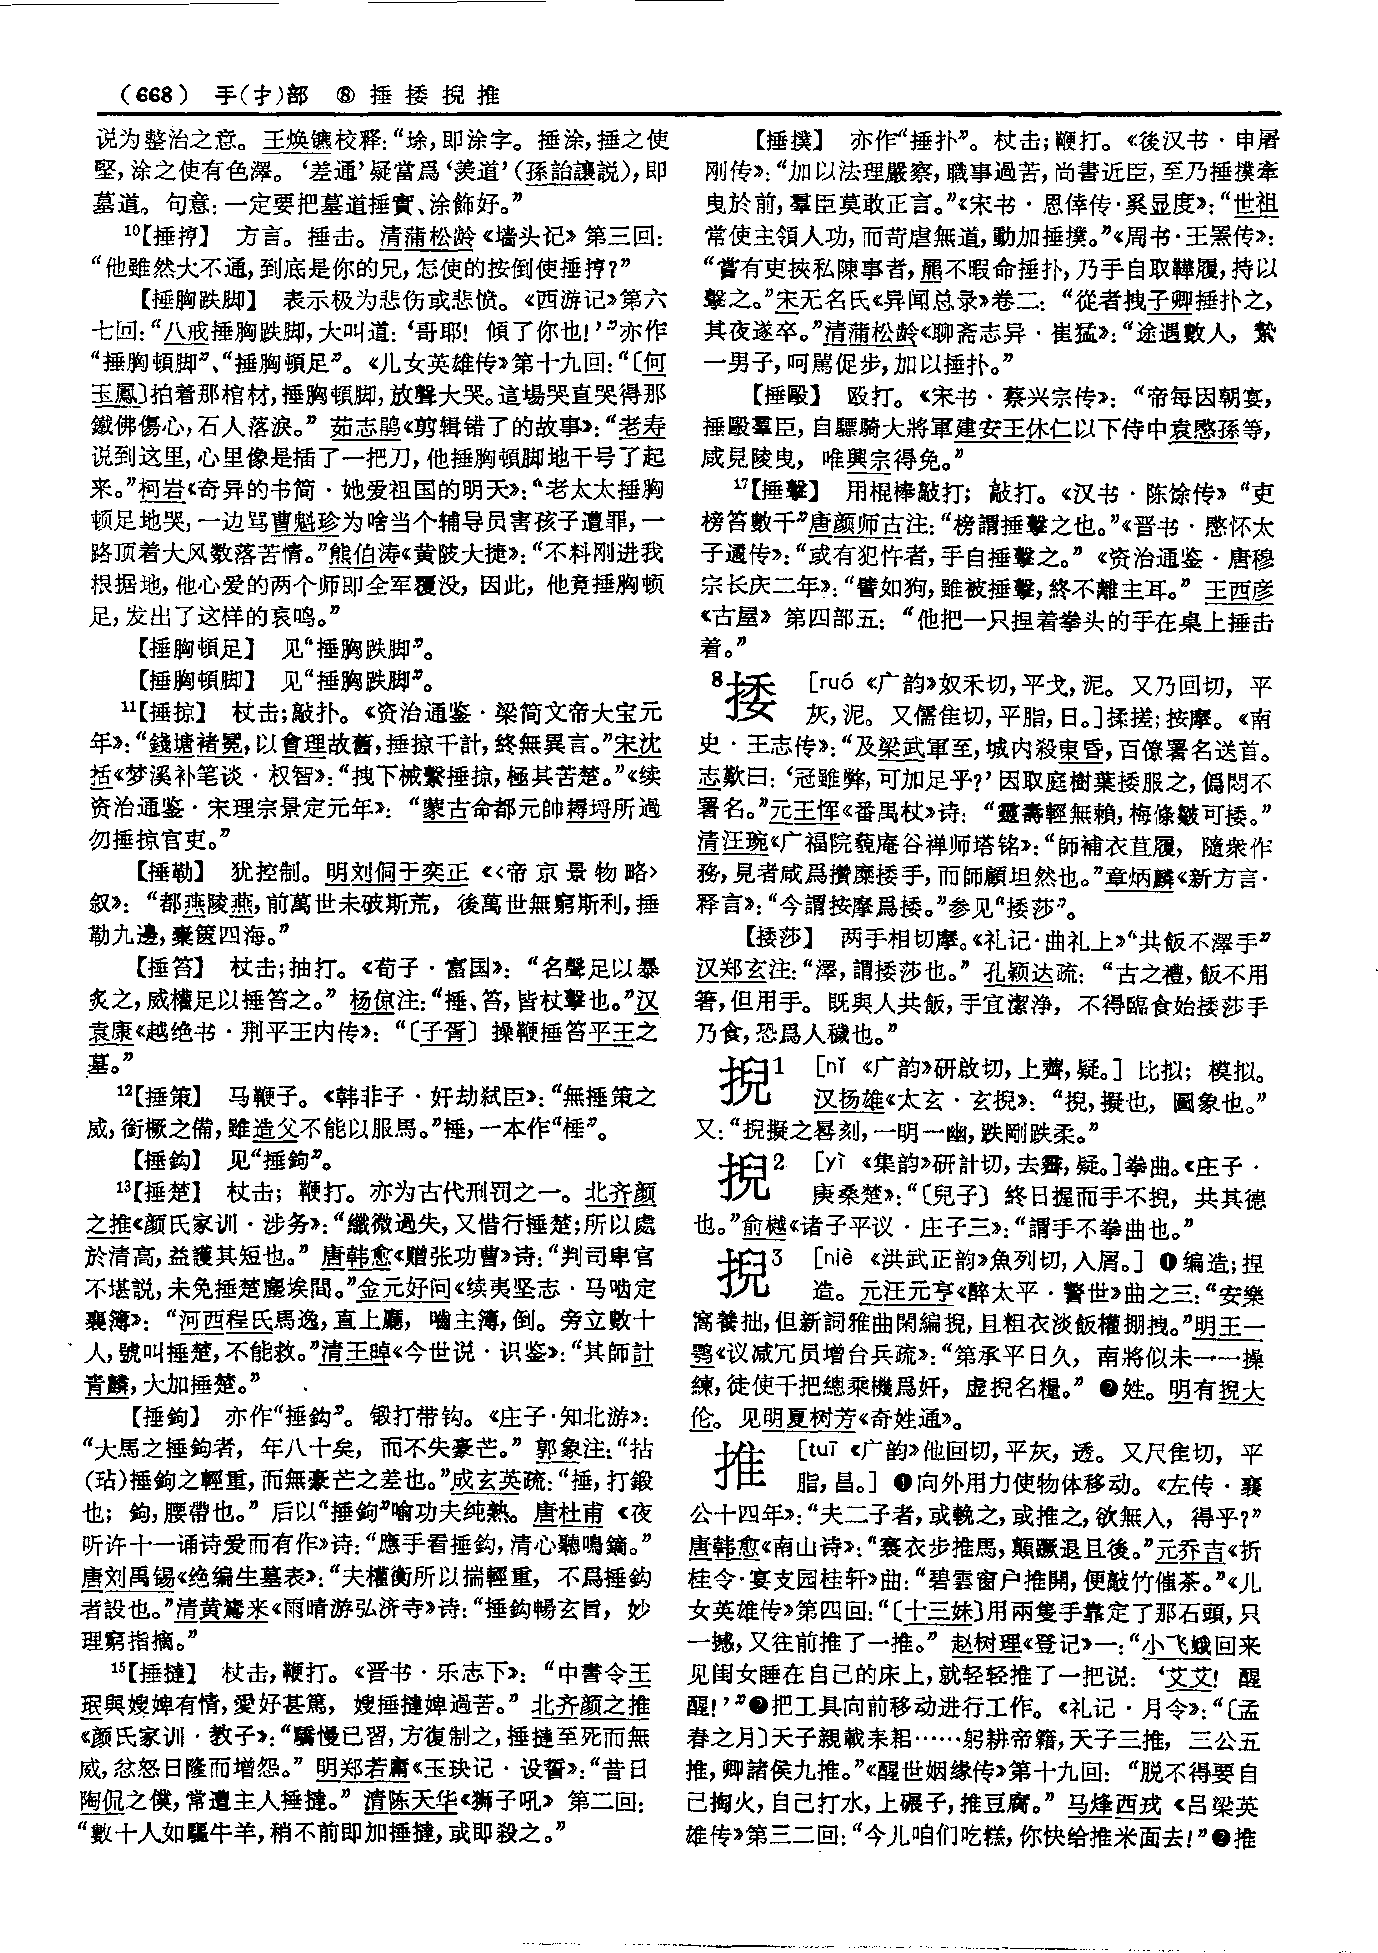 （668） 手(扌)部 ⑧ 捶 捼 掜 推
说为整治之意。王焕镳校释：“埝，即涂字。捶涂，捶之使
堅，涂之使有色澤。‘差通’疑當爲‘羨道’（孫詒讓説），即
墓道。句意：一定要把墓道捶實、涂飾好。”
10【捶㨃】 方言。捶击。清蒲松龄《墙头记》第三回：
“他雖然大不通，到底是你的兄，怎使的按倒使捶㨃？”
【捶胸跌脚】 表示极为悲伤或悲愤。《西游记》第六
七回：“八戒捶胸跌脚，大叫道：‘哥耶！傾了你也！’”亦作
“捶胸頓脚”、“捶胸頓足”。《儿女英雄传》第十九回：“〔何
玉鳳〕拍着那棺材，捶胸頓脚，放聲大哭。這場哭直哭得那
鐵佛傷心，石人落淚。”茹志鹃《剪辑错了的故事》：“老寿
说到这里，心里像是插了一把刀，他捶胸頓脚地干号了起
来。”柯岩《奇异的书简·她爱祖国的明天》：“老太太捶胸
顿足地哭，一边骂曹魁珍为啥当个辅导员害孩子遭罪，一
路顶着大风数落苦情。”熊伯涛《黄陂大捷》：“不料刚进我
根据地，他心爱的两个师即全军覆没，因此，他竟捶胸顿
足，发出了这样的哀鸣。”
【捶胸頓足】 见“捶胸跌脚”。
【捶胸頓脚】 见“捶胸跌脚”。
11【捶掠】 杖击；敲扑。《资治通鉴·梁简文帝大宝元
年》：“錢塘褚冕，以會理故舊，捶掠千計，終無異言。”宋沈
括《梦溪补笔谈·权智》：“拽下械繫捶掠，極其苦楚。”《续
资治通鉴·宋理宗景定元年》：“蒙古命都元帥耨埒所過
勿捶掠官吏。”
【捶勒】 犹控制。明刘侗于奕正《〈帝京景物略〉
叙》：“都燕陵燕，前萬世未破斯荒，後萬世無窮斯利，捶
勒九邊，橐箧四海。”
【捶笞】 杖击；抽打。《荀子·富国》：“名聲足以暴
炙之，威權足以捶笞之。”杨倞注：“捶、笞，皆杖擊也。”汉
袁康《越绝书·荆平王内传》：“〔子胥〕操鞭捶笞平王之
墓。”
12【捶策】 马鞭子。《韩非子·奸劫弑臣》：“無捶策之
威，銜橛之備，雖造父不能以服馬。”捶，一本作“棰”。
【捶鈎】 见“捶鉤”。
13【捶楚】 杖击；鞭打。亦为古代刑罚之一。北齐颜
之推《颜氏家训·涉务》：“纖微過失，又惜行捶楚；所以處
於清高，益護其短也。”唐韩愈《赠张功曹》诗：“判司卑官
不堪説，未免捶楚塵埃間。”金元好问《续夷坚志·马啮定
襄簿》：“河西程氏馬逸，直上廳，嚙主簿，倒。旁立數十
人，號叫捶楚，不能救。”清王晫《今世说·识鉴》：“其師計
青麟，大加捶楚。”
【捶鉤】 亦作“捶鈎”。锻打带钩。《庄子·知北游》：
“大馬之捶鉤者，年八十矣，而不失豪芒。”郭象注：“拈
(玷)捶鉤之輕重，而無豪芒之差也。”成玄英疏：“捶，打鍛
也；鉤，腰帶也。”后以“捶鉤”喻功夫纯熟。唐杜甫《夜
听许十一诵诗爱而有作》诗：“應手看捶鈎，清心聽鳴鏑。”
唐刘禹锡《绝编生墓表》：“夫權衡所以揣輕重，不爲捶鈎
者設也。”清黄鷟来《雨晴游弘济寺》诗：“捶鈎暢玄旨，妙
理窮指摘。”
15【捶撻】 杖击，鞭打。《晋书·乐志下》：“中書令王
珉與嫂婢有情，愛好甚篤，嫂捶撻婢過苦。”北齐颜之推
《颜氏家训·教子》：“驕慢已習，方復制之，捶撻至死而無
威，忿怒日隆而增怨。”明郑若庸《玉玦记·设誓》：“昔日
陶侃之僕，常遭主人捶撻。”清陈天华《狮子吼》第二回：
“數十人如驅牛羊，稍不前即加捶撻，或即殺之。”
【捶撲】 亦作“捶扑”。杖击；鞭打。《後汉书·申屠
刚传》：“加以法理嚴察，職事過苦，尚書近臣，至乃捶撲牽
曳於前，羣臣莫敢正言。”《宋书·恩倖传·奚显度》：“世祖
常使主領人功，而苛虐無道，動加捶撲。”《周书·王罴传》：
“嘗有吏挾私陳事者，羆不暇命捶扑，乃手自取鞾履，持以
擊之。”宋无名氏《异闻总录》卷二：“從者拽子卿捶扑之，
其夜遂卒。”清蒲松龄《聊斋志异·崔猛》：“途遇數人，縶
一男子，呵罵促步，加以捶扑。”
【捶毆】 殴打。《宋书·蔡兴宗传》：“帝每因朝宴，
捶毆羣臣，自驃騎大將軍建安王休仁以下侍中袁愍孫等，
咸見陵曳，唯興宗得免。”
17【捶擊】 用棍棒敲打；敲打。《汉书·陈馀传》“吏
榜笞數千”唐颜师古注：“榜謂捶擊之也。”《晋书·愍怀太
子遹传》：“或有犯忤者，手自捶擊之。”《资治通鉴·唐穆
宗长庆二年》：“譬如狗，雖被捶擊，終不離主耳。”王西彦
《古屋》第四部五：“他把一只捏着拳头的手在桌上捶击
着。”
8捼 [ruó 《广韵》奴禾切，平戈，泥。又乃回切，平
灰，泥。又儒隹切，平脂，日。]揉搓；按摩。《南
史·王志传》：“及梁武軍至，城内殺東昏，百僚署名送首。
志歎曰：‘冠雖弊，可加足乎？’因取庭樹葉捼服之，僞悶不
署名。”元王恽《番禺杖》诗：“靈壽輕無賴，梅條皴可捼。”
清汪琬《广福院藐庵谷禅师塔铭》：“師補衣苴履，隨衆作
務，見者咸爲攢糜捼手，而師顧坦然也。”章炳麟《新方言·
释言》：“今謂按摩爲捼。”参见“捼莎”。
【捼莎】 两手相切摩。《礼记·曲礼上》“共飯不澤手”
汉郑玄注：“澤，謂捼莎也。”孔颖达疏：“古之禮，飯不用
箸，但用手。既與人共飯，手宜潔净，不得臨食始捼莎手
乃食，恐爲人穢也。”
掜1 [nǐ 《广韵》研啟切，上薺，疑。]比拟；模拟。
汉扬雄《太玄·玄掜》：“掜，擬也，圖象也。”
又：“掜擬之晷刻，一明一幽，跌剛跌柔。”
掜2 [yì 《集韵》研計切，去霽，疑。]拳曲。《庄子·
庚桑楚》：“〔兒子〕終日握而手不掜，共其德
也。”俞樾《诸子平议·庄子三》：“謂手不拳曲也。”
掜3 [niè 《洪武正韵》魚列切，入屑。]❶编造；捏
造。元汪元亨《醉太平·警世》曲之三：“安樂
窩養拙，但新詞雅曲閑編掜，且粗衣淡飯權掤拽。”明王一
鹗《议减冗员增台兵疏》：“第承平日久，南將似未一一操
練，徒使千把總乘機爲奸，虚掜名糧。”❷姓。明有掜大
伦。见明夏树芳《奇姓通》。
推 [tuī 《广韵》他回切，平灰，透。又尺隹切，平
脂，昌。]❶向外用力使物体移动。《左传·襄
公十四年》：“夫二子者，或輓之，或推之，欲無入，得乎？”
唐韩愈《南山诗》：“褰衣步推馬，顛蹶退且後。”元乔吉《折
桂令·宴支园桂轩》曲：“碧雲窗户推開，便敲竹催茶。”《儿
女英雄传》第四回：“〔十三妹〕用兩隻手靠定了那石頭，只
一撼，又往前推了一推。”赵树理《登记》一：“小飞娥回来
见闺女睡在自己的床上，就轻轻推了一把说：‘艾艾！醒
醒！’”❷把工具向前移动进行工作。《礼记·月令》：“〔孟
春之月〕天子親載耒耜……躬耕帝籍，天子三推，三公五
推，卿諸侯九推。”《醒世姻缘传》第十九回：“脱不得要自
己掏火，自己打水，上碾子，推豆腐。”马烽西戎《吕梁英
雄传》第三二回：“今儿咱们吃糕，你快给推米面去！”❷推